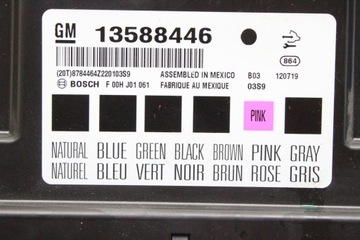 GM 13588446
864
(20T)8784464Z220103S9 ASSEMBLED IN MEXICO B03 120719
BOSCH F 00H J01 061 FABRIQUE AU MEXIQUE 03S9
PINK
NATURAL BLUE GREEN BLACK BROWN PINK GRAY
NATUREL BLEU VERT NOIR BRUN ROSE GRIS